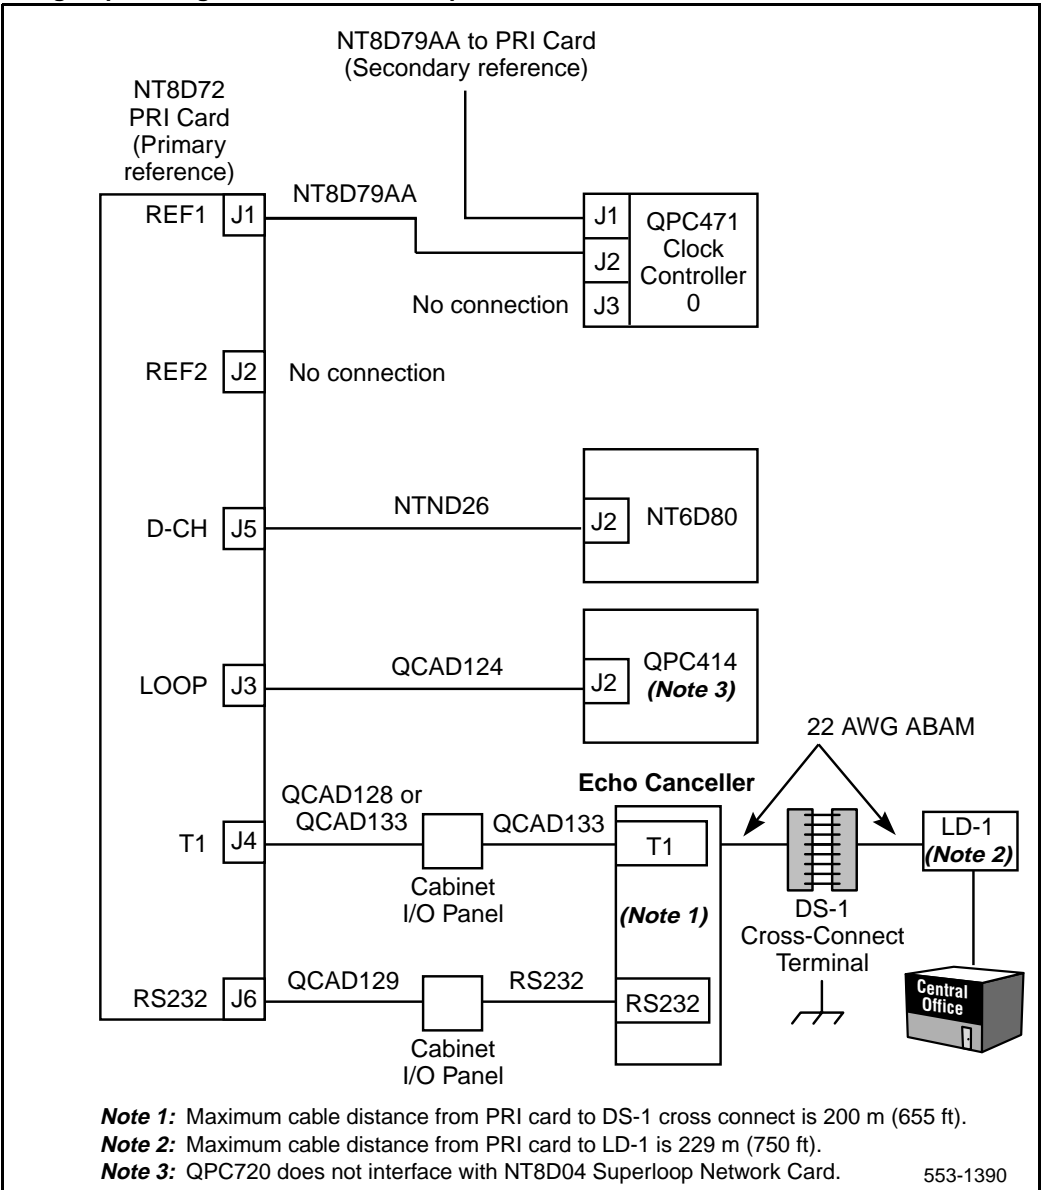 NT8D79AA to PRI Card
(Secondary reference)
NT8D72
PRI Card
(Primary
reference)
NT8D79AA
REF1
J1
J1
J2
J3
QPC471
Clock
Controller
0
No connection
REF2
J2
No connection
D-CH
J5
NTND26
J2
NT6D80
LOOP
J3
QCAD124
J2
QPC414
(Note 3)
22 AWG ABAM
Echo Canceller
QCAD128 or
QCAD133
QCAD133
T1
J4
T1
LD-1
(Note 2)
Cabinet
I/O Panel
(Note 1)
DS-1
Cross-Connect
Terminal
RS232
J6
QCAD129
RS232
RS232
Central
Office
Cabinet
I/O Panel
Note 1: Maximum cable distance from PRI card to DS-1 cross connect is 200 m (655 ft).
Note 2: Maximum cable distance from PRI card to LD-1 is 229 m (750 ft).
Note 3: QPC720 does not interface with NT8D04 Superloop Network Card.
553-1390